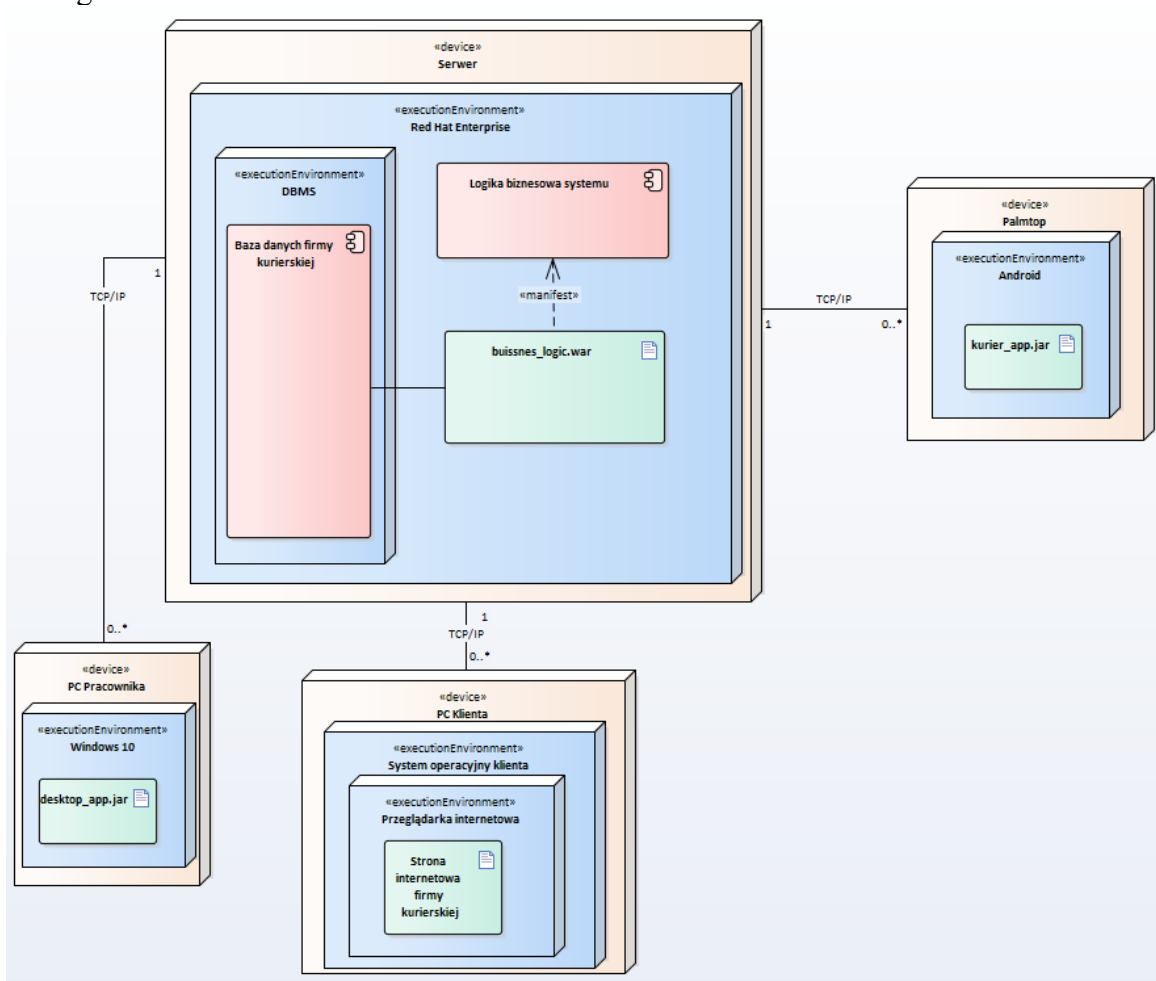 «device»
Serwer
«executionEnvironment»
Red Hat Enterprise
«executionEnvironment»
DBMS
Baza danych firmy
kurierskiej
Logika biznesowa systemu
«manifest»
buissnes_logic.war
1
TCP/IP
0..*
1
TCP/IP
0..*
«device»
Palmtop
«executionEnvironment»
Android
kurier_app.jar
1
TCP/IP
0..*
«device»
PC Pracownika
«executionEnvironment»
Windows 10
desktop_app.jar
«device»
PC Klienta
«executionEnvironment»
System operacyjny klienta
«executionEnvironment»
Przeglądarka internetowa
Strona
internetowa
firmy
kurierskiej